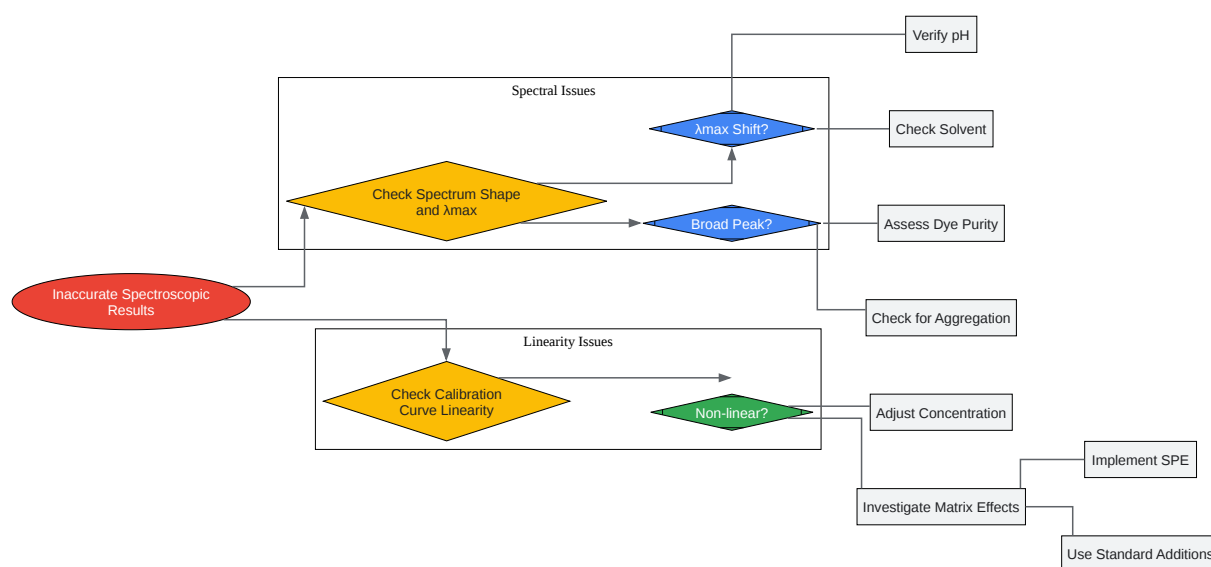 Verify pH
Spectral Issues
λmax Shift?
Check Solvent
Check Spectrum Shape
and λmax
Broad Peak?
Assess Dye Purity
Inaccurate Spectroscopic
Results
Check for Aggregation
Linearity Issues
Check Calibration
Curve Linearity
Non-linear?
Adjust Concentration
Implement SPE
Investigate Matrix Effects
Use Standard Additions